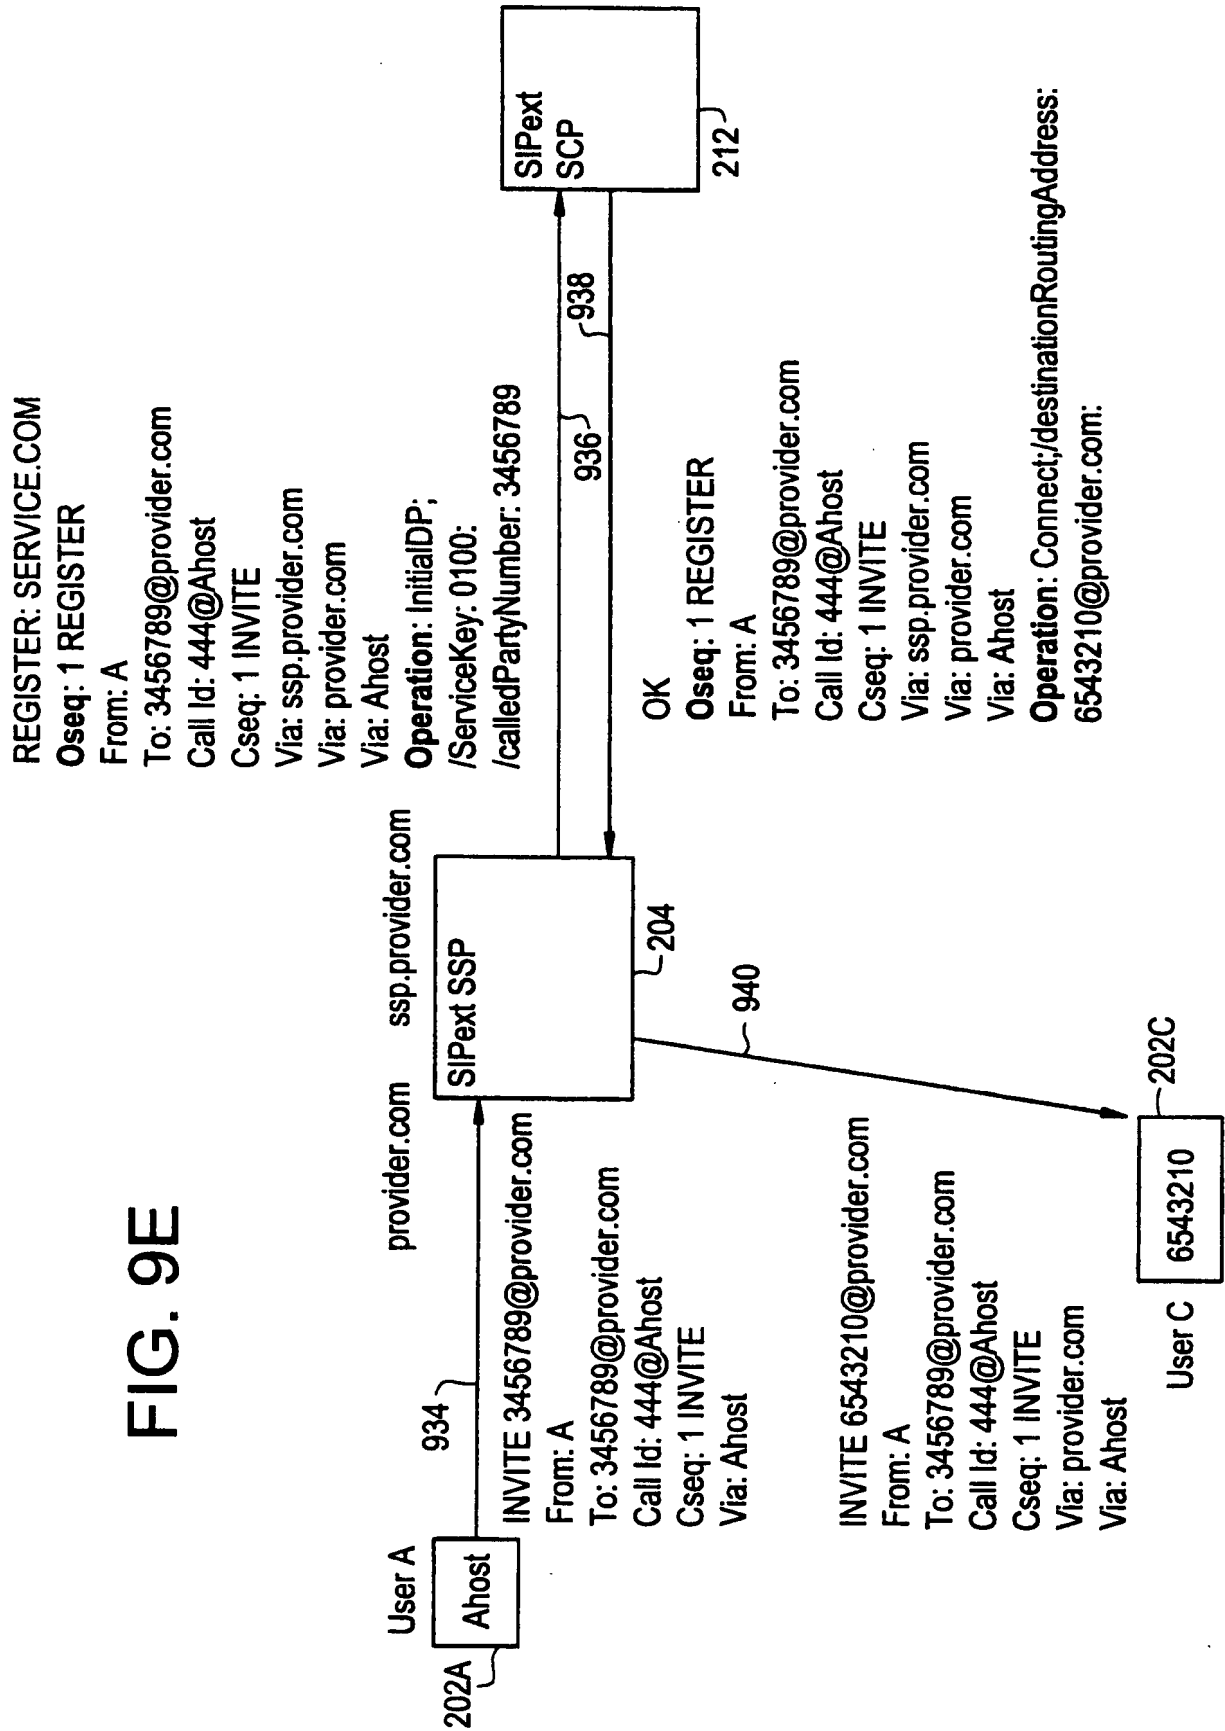 FIG. 9E
REGISTER: SERVICE.COM
Oseq: 1 REGISTER
From: A
To: 3456789@provider.com
Call Id: 444@Ahost
Cseq: 1 INVITE
Via: ssp.provider.com
Via: provider.com
Via: Ahost
Operation: InitialDP;
/ServiceKey: 0100:
/calledPartyNumber: 3456789
User A
Ahost
202A
934
provider.com
ssp.provider.com
SIPext SSP
204
936
938
SIPext
SCP
212
INVITE 3456789@provider.com
From: A
To: 3456789@provider.com
Call Id: 444@Ahost
Cseq: 1 INVITE
Via: Ahost
OK
Oseq: 1 REGISTER
From: A
To: 3456789@provider.com
Call Id: 444@Ahost
Cseq: 1 INVITE
Via: ssp.provider.com
Via: provider.com
Via: Ahost
Operation: Connect;/destinationRoutingAddress:
6543210@provider.com:
940
INVITE 6543210@provider.com
From: A
To: 3456789@provider.com
Call Id: 444@Ahost
Cseq: 1 INVITE
Via: provider.com
Via: Ahost
User C
6543210
202C